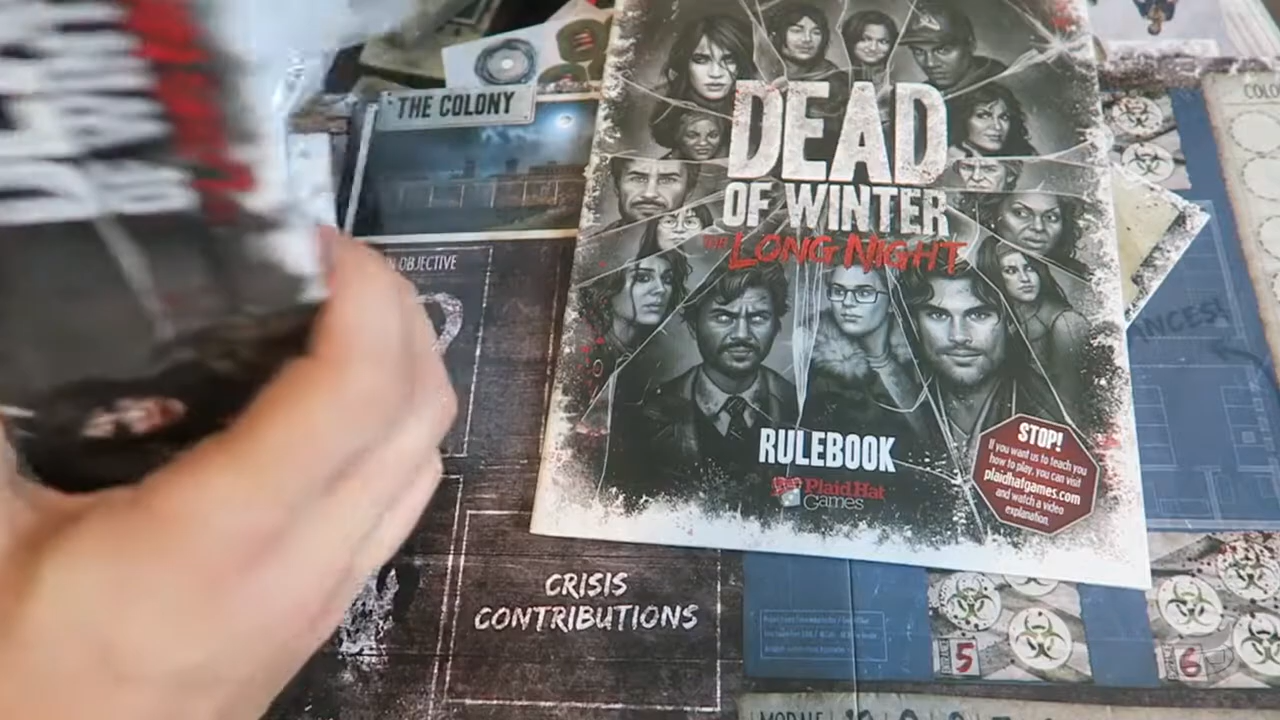 THE COLONY
COLO
DEAD
OF WINTER
THE LONG NIGHT
N OBJECTIVE
ANCES!
RULEBOOK
Plaid Hat
Games
STOP!
If you want us to teach you
how to play, you can visit
plaidhatgames.com
and watch a video
explanation.
CRISIS
CONTRIBUTIONS
5
6
MORALE